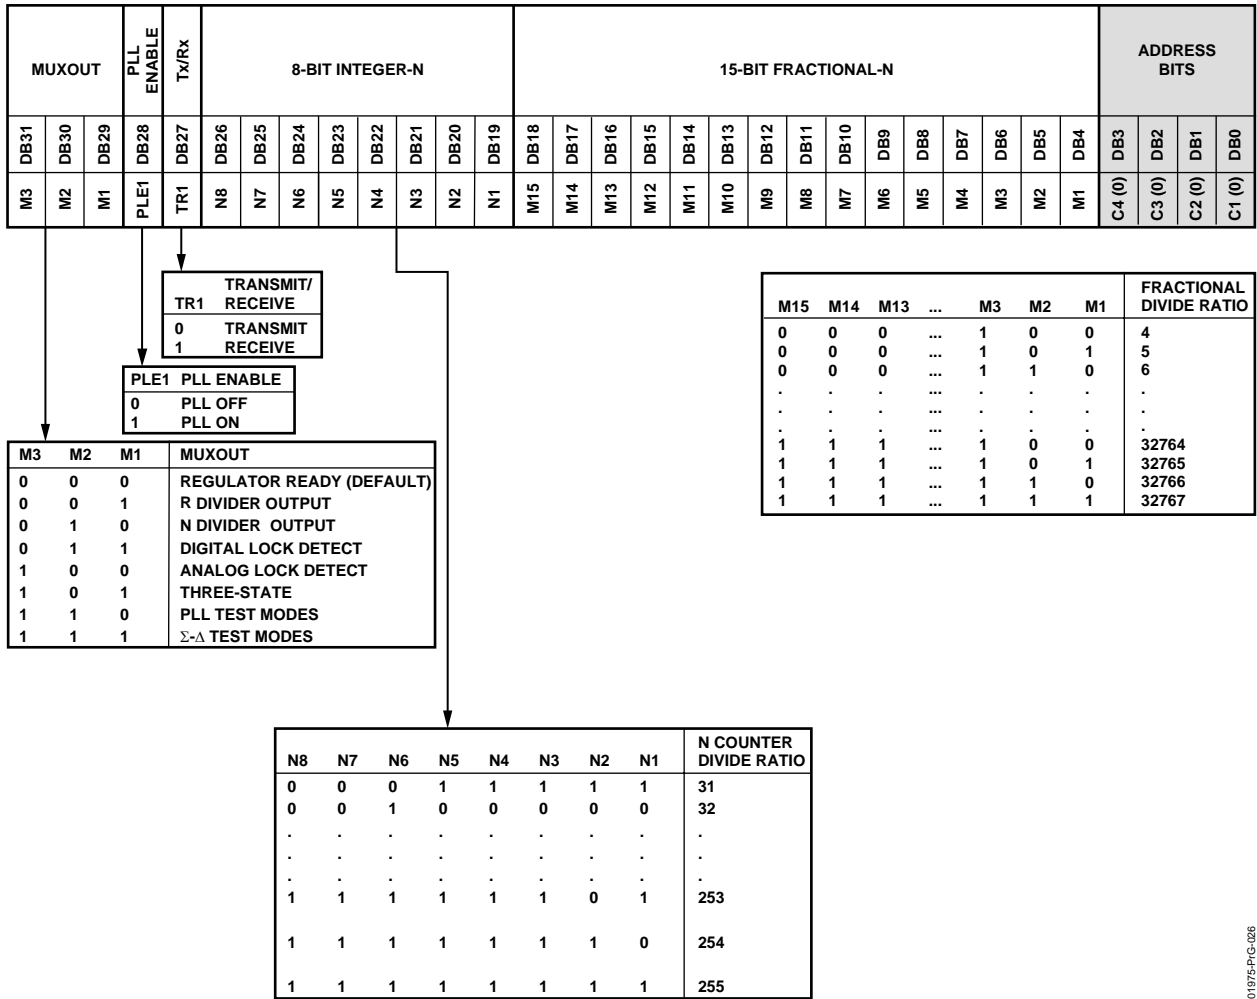 MUXOUT PLL ENABLE Tx/Rx 8-BIT INTEGER-N 15-BIT FRACTIONAL-N ADDRESS BITS
DB31 DB30 DB29 DB28 DB27 DB26 DB25 DB24 DB23 DB22 DB21 DB20 DB19 DB18 DB17 DB16 DB15 DB14 DB13 DB12 DB11 DB10 DB9 DB8 DB7 DB6 DB5 DB4 DB3 DB2 DB1 DB0
M3 M2 M1 PLE1 TR1 N8 N7 N6 N5 N4 N3 N2 N1 M15 M14 M13 M12 M11 M10 M9 M8 M7 M6 M5 M4 M3 M2 M1 C4 (0) C3 (0) C2 (0) C1 (0)
TRANSMIT/
TR1 RECEIVE
0 TRANSMIT
1 RECEIVE
PLE1 PLL ENABLE
0 PLL OFF
1 PLL ON
M3 M2 M1 MUXOUT
0 0 0 REGULATOR READY (DEFAULT)
0 0 1 R DIVIDER OUTPUT
0 1 0 N DIVIDER OUTPUT
0 1 1 DIGITAL LOCK DETECT
1 0 0 ANALOG LOCK DETECT
1 0 1 THREE-STATE
1 1 0 PLL TEST MODES
1 1 1 Σ-Δ TEST MODES
FRACTIONAL
M15 M14 M13 ... M3 M2 M1 DIVIDE RATIO
0 0 0 ... 1 0 0 4
0 0 0 ... 1 0 1 5
0 0 0 ... 1 1 0 6
. . . ... . . . .
. . . ... . . . .
. . . ... . . . .
1 1 1 ... 1 0 0 32764
1 1 1 ... 1 0 1 32765
1 1 1 ... 1 1 0 32766
1 1 1 ... 1 1 1 32767
N COUNTER
N8 N7 N6 N5 N4 N3 N2 N1 DIVIDE RATIO
0 0 0 1 1 1 1 1 31
0 0 1 0 0 0 0 0 32
. . . . . . . . .
. . . . . . . . .
. . . . . . . . .
1 1 1 1 1 1 0 1 253
1 1 1 1 1 1 1 0 254
1 1 1 1 1 1 1 1 255
01975-PrG-026